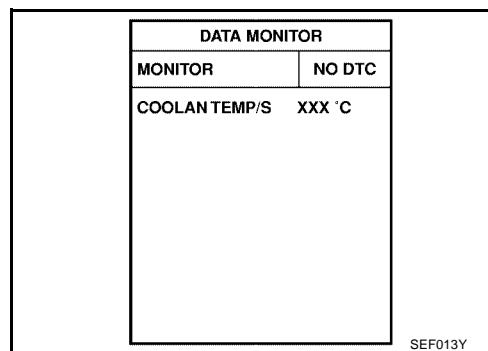 DATA MONITOR
MONITOR NO DTC
COOLAN TEMP/S XXX °C
SEF013Y